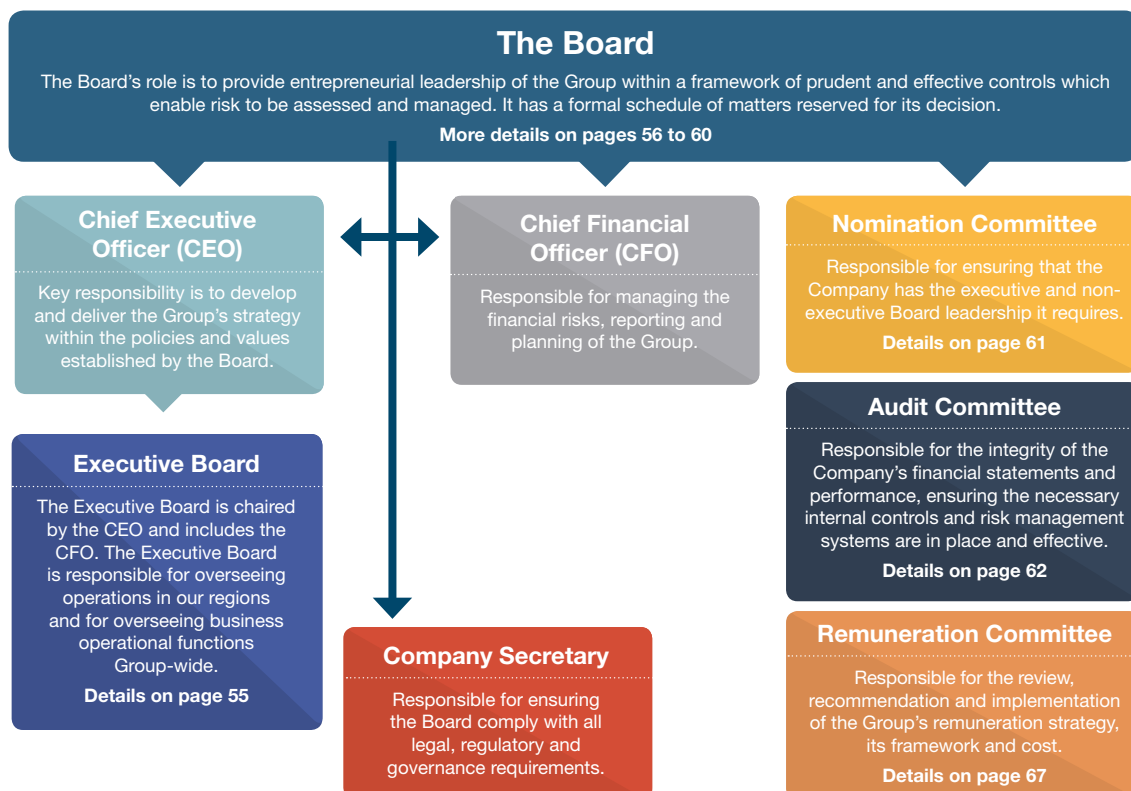 The Board
The Board's role is to provide entrepreneurial leadership of the Group within a framework of prudent and effective controls which
enable risk to be assessed and managed. It has a formal schedule of matters reserved for its decision.
More details on pages 56 to 60
Chief Executive
Officer (CEO)
Key responsibility is to develop
and deliver the Group's strategy
within the policies and values
established by the Board.
Chief Financial
Officer (CFO)
Responsible for managing the
financial risks, reporting and
planning of the Group.
Nomination Committee
Responsible for ensuring that the
Company has the executive and non-
executive Board leadership it requires.
Details on page 61
Executive Board
The Executive Board is chaired
by the CEO and includes the
CFO. The Executive Board
is responsible for overseeing
operations in our regions
and for overseeing business
operational functions
Group-wide.
Details on page 55
Audit Committee
Responsible for the integrity of the
Company's financial statements and
performance, ensuring the necessary
internal controls and risk management
systems are in place and effective.
Details on page 62
Company Secretary
Responsible for ensuring
the Board comply with all
legal, regulatory and
governance requirements.
Remuneration Committee
Responsible for the review,
recommendation and implementation
of the Group's remuneration strategy,
its framework and cost.
Details on page 67